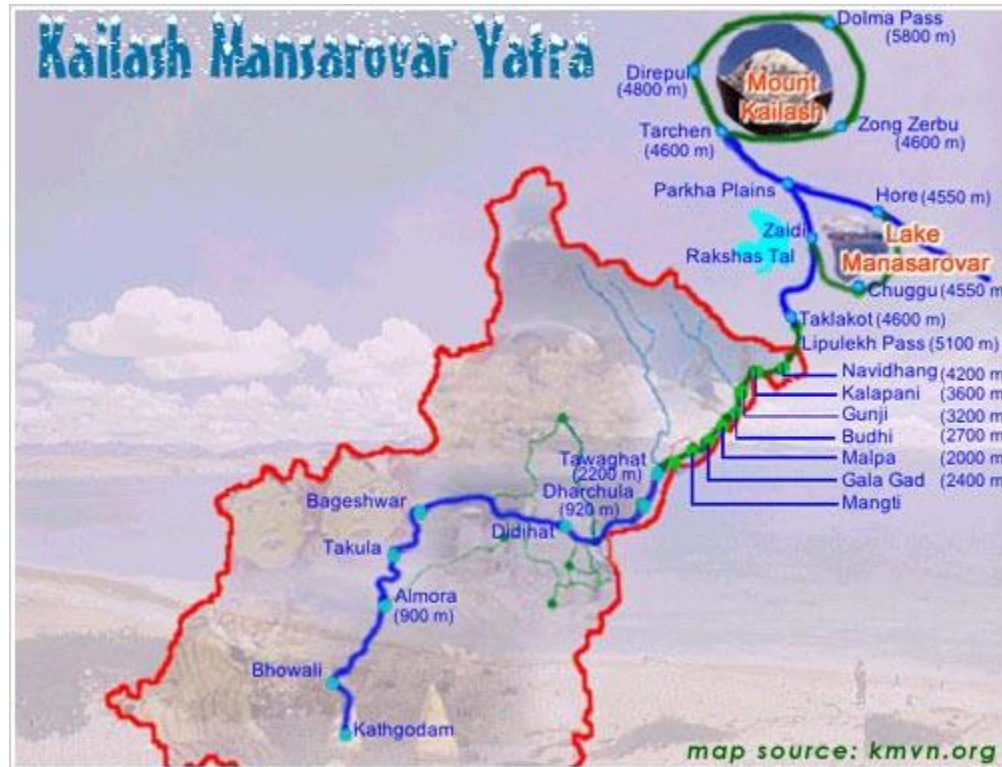 Kailash Mansarovar Yatra
Dolma Pass
(5800 m)
Direpul
(4800 m)
Mount
Kailash
Tarchen
(4600 m)
Zong Zerbu
(4600 m)
Parkha Plains
Hore (4550 m)
Zaidi
Rakshas Tal
Lake
Manasarovar
Chuggu (4550 m
Taklakot (4600 m)
Lipulekh Pass (5100 m)
Navidhang (4200 m
Kalapani (3600 m
Gunji (3200 m
Budhi (2700 m
Malpa (2000 m
Gala Gad (2400 m
Mangti
Tawaghat
(2200 m)
Dharchula
(920 m)
Bageshwar
Didihat
Takula
Almora
(900 m)
Bhowali
Kathgodam
map source: kmvn.org